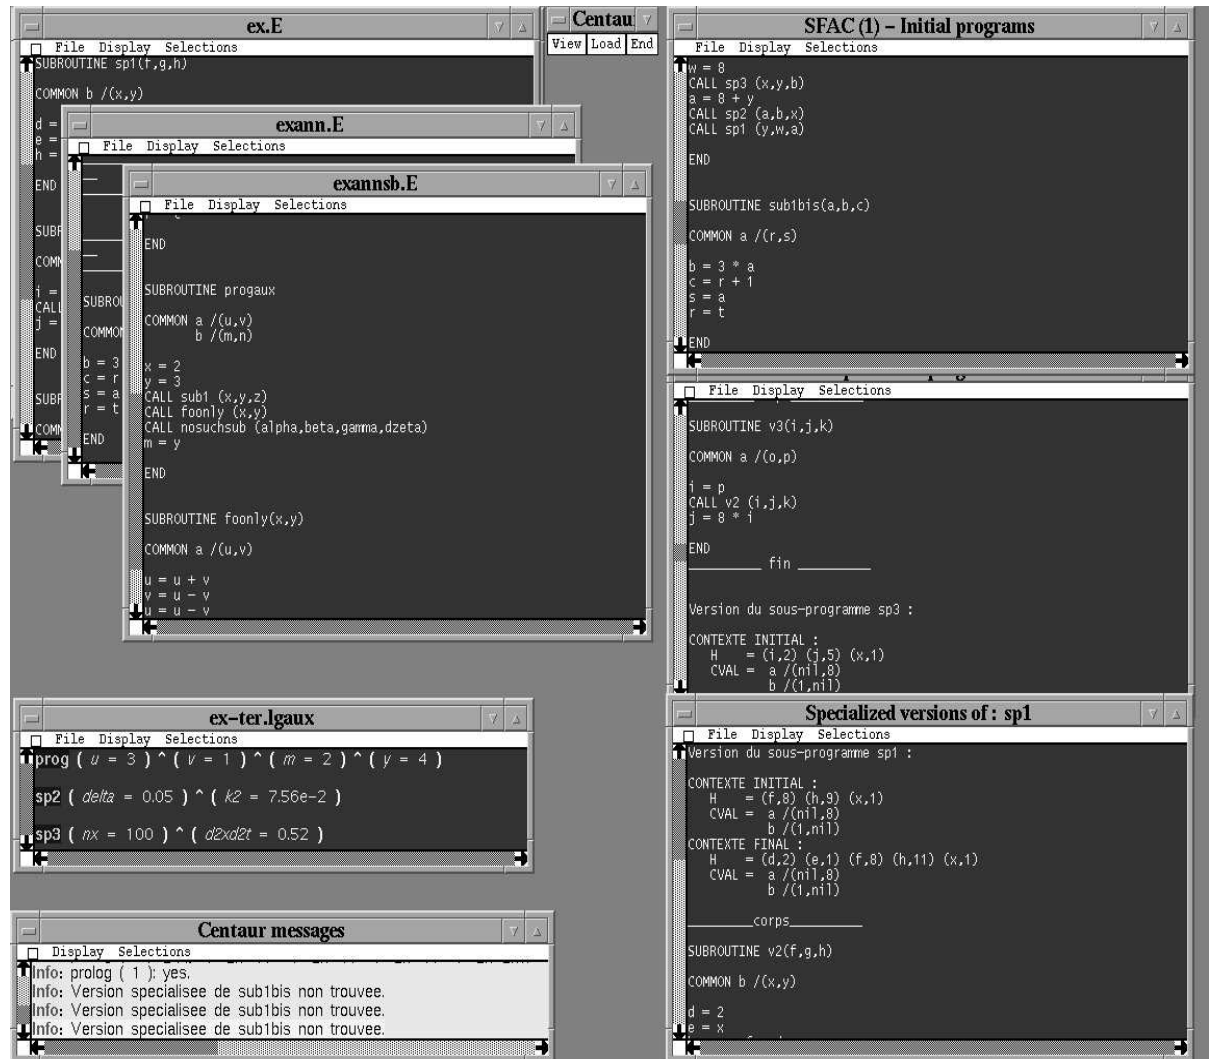 ex.E
File Display Selections
SUBROUTINE sp1(f,g,h)
COMMON b /(x,y)
d =
e =
h =
END
SUBR
COMM
i =
CALL
j =
END
SUBR
COMM
exann.E
File Display Selections
SUBROU
COMMON
b = 3
c = r
s = a
r = t
END
exannsb.E
File Display Selections
END
SUBROUTINE progaux
COMMON a /(u,v)
b /(m,n)
x = 2
y = 3
CALL sub1 (x,y,z)
CALL foonly (x,y)
CALL nosuchsub (alpha,beta,gamma,dzeta)
m = y
END
SUBROUTINE foonly(x,y)
COMMON a /(u,v)
u = u + v
v = u - v
u = u - v
ex-ter.lgaux
File Display Selections
prog ( u = 3 ) ^ ( v = 1 ) ^ ( m = 2 ) ^ ( y = 4 )
sp2 ( delta = 0.05 ) ^ ( k2 = 7.56e-2 )
sp3 ( nx = 100 ) ^ ( d2xd2t = 0.52 )
Centaur messages
Display Selections
Info: prolog ( 1 ): yes.
Info: Version specialisee de sub1bis non trouvee.
Info: Version specialisee de sub1bis non trouvee.
Info: Version specialisee de sub1bis non trouvee.
Centaur
View Load End
SFAC (1) - Initial programs
File Display Selections
w = 8
CALL sp3 (x,y,b)
a = 8 + y
CALL sp2 (a,b,x)
CALL sp1 (y,w,a)
END
SUBROUTINE sub1bis(a,b,c)
COMMON a /(r,s)
b = 3 * a
c = r + 1
s = a
r = t
END
File Display Selections
SUBROUTINE v3(i,j,k)
COMMON a /(o,p)
i = p
CALL v2 (i,j,k)
j = 8 * i
END
__________ fin __________
Version du sous-programme sp3 :
CONTEXTE INITIAL :
H = (i,2) (j,5) (x,1)
CVAL = a /(nil,8)
b /(1,nil)
Specialized versions of : sp1
File Display Selections
Version du sous-programme sp1 :
CONTEXTE INITIAL :
H = (f,8) (h,9) (x,1)
CVAL = a /(nil,8)
b /(1,nil)
CONTEXTE FINAL :
H = (d,2) (e,1) (f,8) (h,11) (x,1)
CVAL = a /(nil,8)
b /(1,nil)
_________corps__________
SUBROUTINE v2(f,g,h)
COMMON b /(x,y)
d = 2
e = x